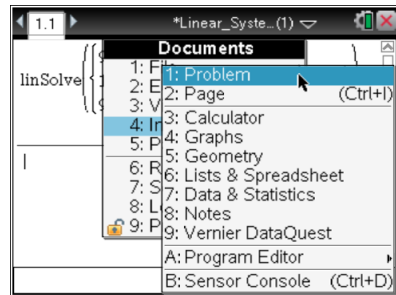 1.1
*Linear_Syste…(1)
Documents
linSolve
1: F
2: E
3: V
4: In
5: P
6: R
7: S
8: L
9: P
1: Problem
2: Page (Ctrl+I)
3: Calculator
4: Graphs
5: Geometry
6: Lists & Spreadsheet
7: Data & Statistics
8: Notes
9: Vernier DataQuest
A: Program Editor
B: Sensor Console (Ctrl+D)